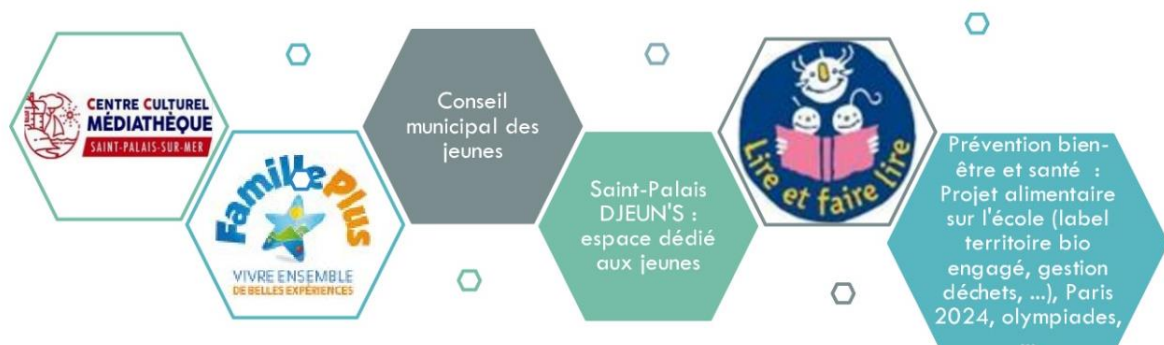 CENTRE CULTUREL
MÉDIATHÈQUE
SAINT-PALAIS-SUR-MER
Famille Plus
VIVRE ENSEMBLE
DE BELLES EXPÉRIENCES
Conseil
municipal des
jeunes
Saint-Palais
DJEUN'S :
espace dédié
aux jeunes
Lire et faire lire
Prévention bien-
être et santé :
Projet alimentaire
sur l'école (label
territoire bio
engagé, gestion
déchets, ...), Paris
2024, olympiades,
...